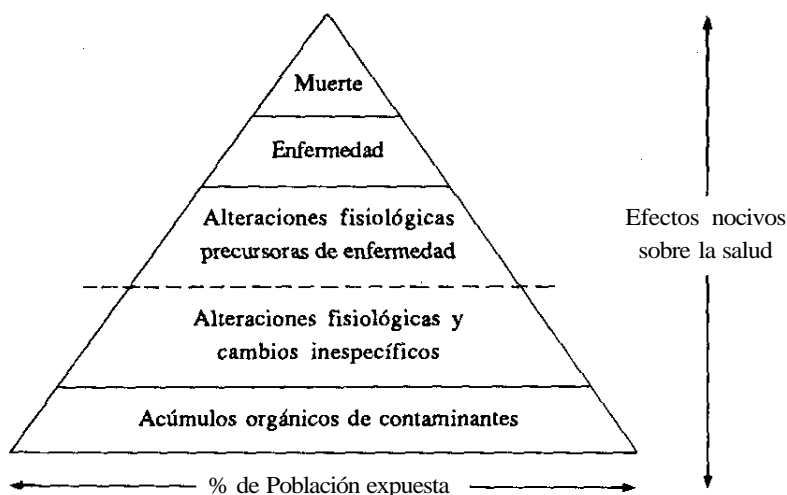 Muerte
Enfermedad
Alteraciones fisiológicas
precursoras de enfermedad
Efectos nocivos
sobre la salud
Alteraciones fisiológicas y
cambios inespecíficos
Acúmulos orgánicos de contaminantes
% de Población expuesta